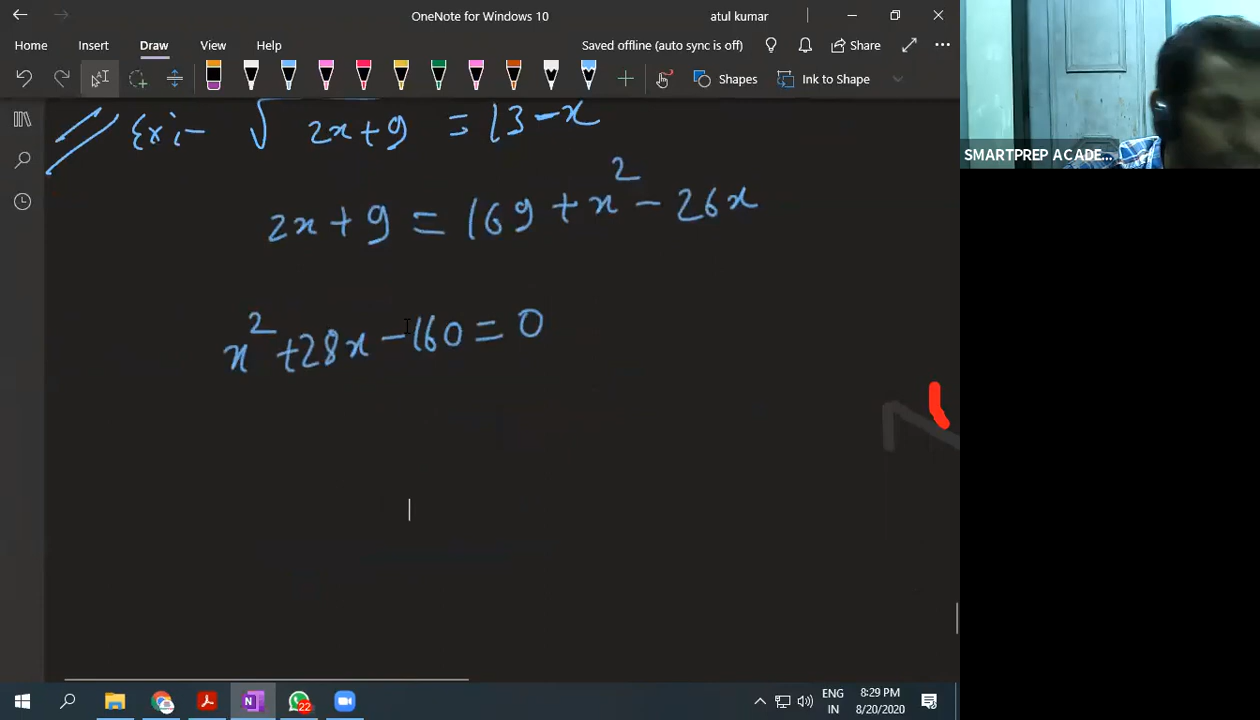 OneNote for Windows 10
atul kumar
Home Insert Draw View Help
Saved offline (auto sync is off)
Share
Shapes
Ink to Shape
Ex:- √2x+9 = 13-x
2x+9 = 169+x²-26x
x²+28x-160=0
SMARTPREP ACADE...
22
ENG
IN
8:29 PM
8/20/2020